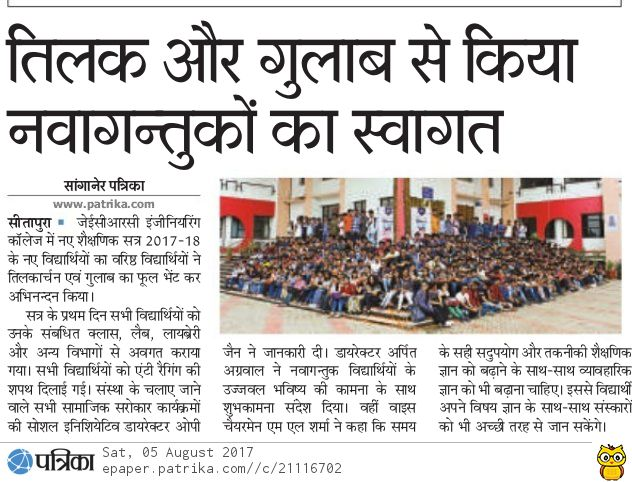 तिलक और गुलाब से किया
नवागन्तुकों का स्वागत
सांगानेर पत्रिका
www.patrika.com
सीतापुरा ▪ जेईसीआरसी इंजीनियरिंग
कॉलेज में नए शैक्षणिक सत्र 2017-18
के नए विद्यार्थियों का वरिष्ठ विद्यार्थियों ने
तिलकार्चन एवं गुलाब का फूल भेंट कर
अभिनन्दन किया।
सत्र के प्रथम दिन सभी विद्यार्थियों को
उनके संबधित क्लास, लैब, लायब्रेरी
और अन्य विभागों से अवगत कराया
गया। सभी विद्यार्थियों को एंटी रैगिंग की
शपथ दिलाई गई। संस्था के चलाए जाने
वाले सभी सामाजिक सरोकार कार्यक्रमों
की सोशल इनिशियेटिव डायरेक्टर ओपी
जैन ने जानकारी दी। डायरेक्टर अर्पित
अग्रवाल ने नवागन्तुक विद्यार्थियों के
उज्जवल भविष्य की कामना के साथ
शुभकामना संदेश दिया। वहीं वाइस
चैयरमेन एम एल शर्मा ने कहा कि समय
के सही सदुपयोग और तकनीकी शैक्षणिक
ज्ञान को बढ़ाने के साथ-साथ व्यावहारिक
ज्ञान को भी बढ़ाना चाहिए। इससे विद्यार्थी
अपने विषय ज्ञान के साथ-साथ संस्कारों
को भी अच्छी तरह से जान सकेंगे।
पत्रिका
Sat, 05 August 2017
epaper.patrika.com//c/21116702